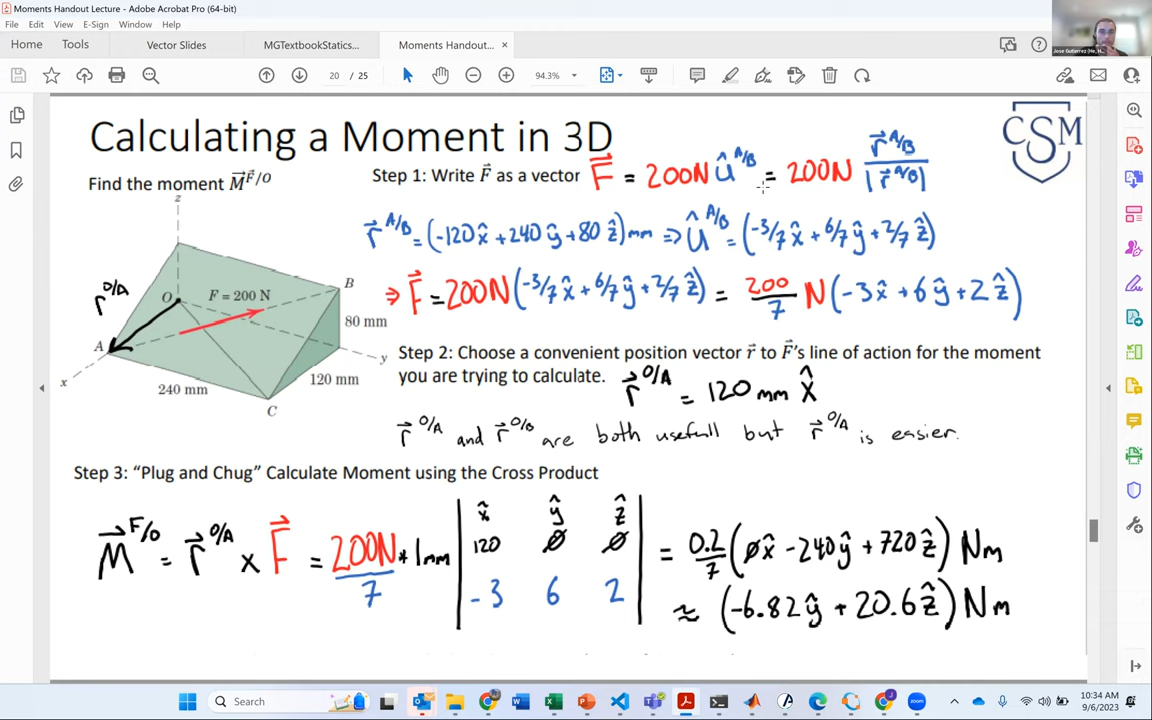 Moments Handout Lecture - Adobe Acrobat Pro (64-bit)
File Edit View E-Sign Window Help
Home Tools Vector Slides MGTextbookStatics... Moments Handout... ×
20 / 25 94.3%
Calculating a Moment in 3D
CSM
Find the moment M⃗^F⃗/O
Step 1: Write F⃗ as a vector F⃗ = 200N û^A/B = 200N r⃗^A/B / |r⃗^A/B|
r⃗^A/B = (-120x̂ + 240ŷ + 80ẑ)mm ⇒ û^A/B = (-3/7x̂ + 6/7ŷ + 2/7ẑ)
⇒ F⃗ = 200N(-3/7x̂ + 6/7ŷ + 2/7ẑ) = 200/7 N(-3x̂ + 6ŷ + 2ẑ)
z
r⃗^O/A
O
F = 200 N
B
80 mm
A
x
y
240 mm
120 mm
C
Step 2: Choose a convenient position vector r⃗ to F⃗'s line of action for the moment
you are trying to calculate. r⃗^O/A = 120 mm x̂
r⃗^O/A and r⃗^O/B are both usefull but r⃗^O/A is easier.
Step 3: “Plug and Chug” Calculate Moment using the Cross Product
M⃗^F/O = r⃗^O/A × F⃗ = 200N/7 * 1mm | x̂ ŷ ẑ
120 0 0
-3 6 2 | = 0.2/7 (0x̂ - 240ŷ + 720ẑ) Nm
≈ (-6.82ŷ + 20.6ẑ) Nm
Search
10:34 AM
9/6/2023